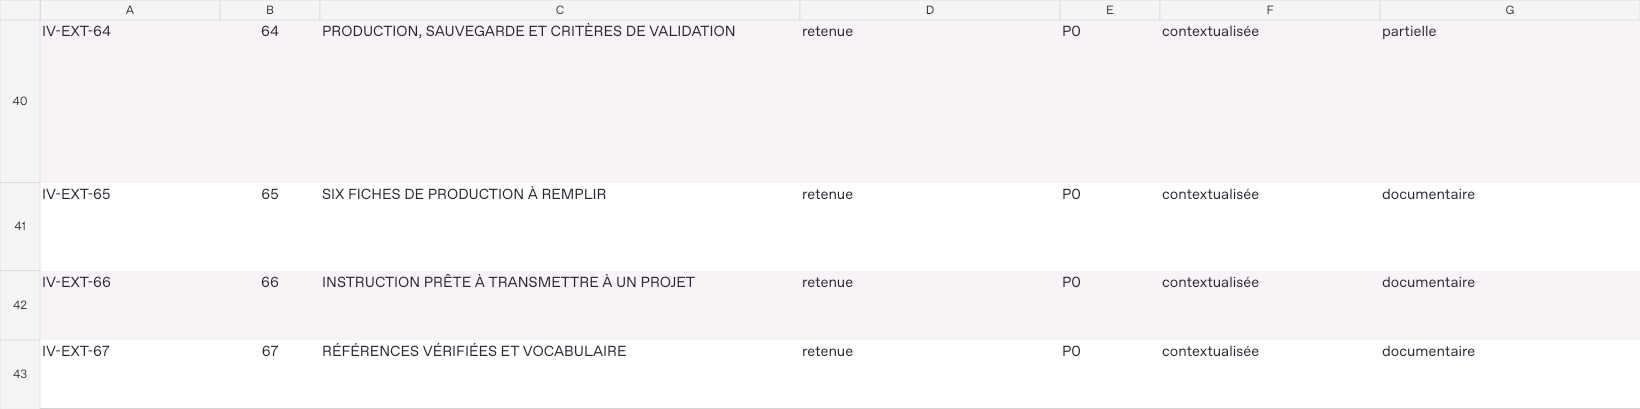 A B C D E F G
40 IV-EXT-64 64 PRODUCTION, SAUVEGARDE ET CRITÈRES DE VALIDATION retenue P0 contextualisée partielle
41 IV-EXT-65 65 SIX FICHES DE PRODUCTION À REMPLIR retenue P0 contextualisée documentaire
42 IV-EXT-66 66 INSTRUCTION PRÊTE À TRANSMETTRE À UN PROJET retenue P0 contextualisée documentaire
43 IV-EXT-67 67 RÉFÉRENCES VÉRIFIÉES ET VOCABULAIRE retenue P0 contextualisée documentaire